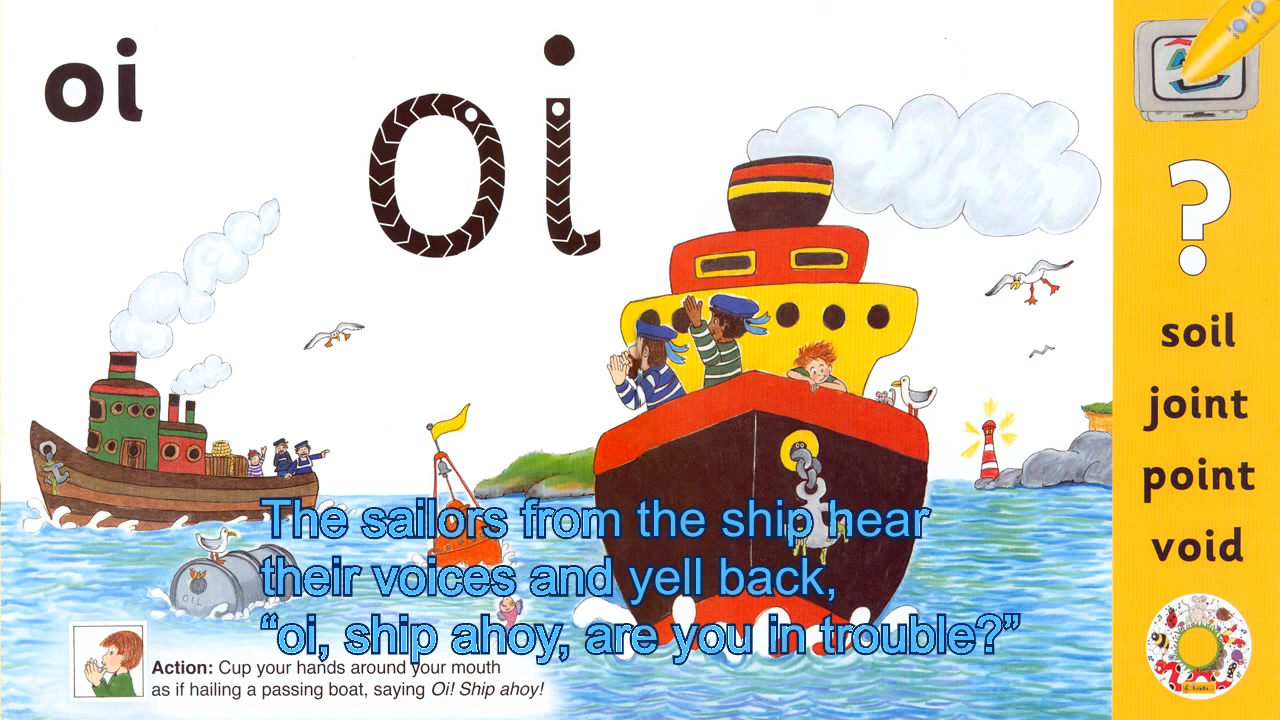 oi
oi
?
soil
joint
point
void
The sailors from the ship hear
their voices and yell back,
“oi, ship ahoy, are you in trouble?”
OIL
Action: Cup your hands around your mouth
as if hailing a passing boat, saying Oi! Ship ahoy!